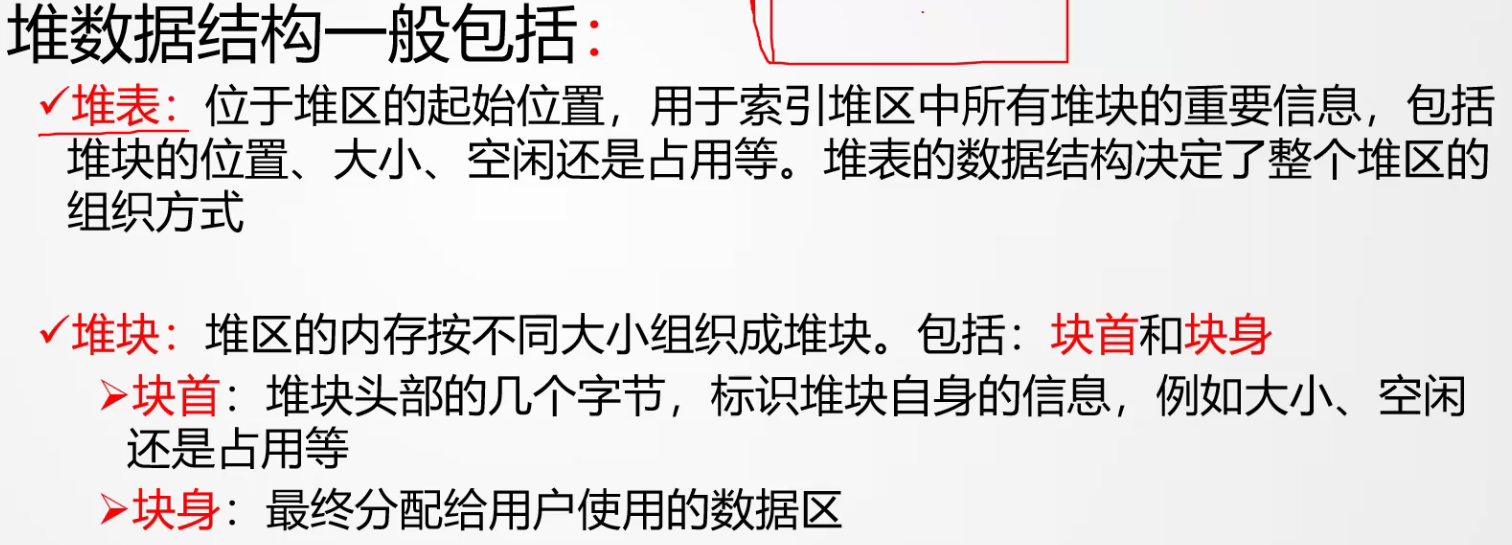 堆数据结构一般包括：
✓堆表：位于堆区的起始位置，用于索引堆区中所有堆块的重要信息，包括
堆块的位置、大小、空闲还是占用等。堆表的数据结构决定了整个堆区的
组织方式
✓堆块：堆区的内存按不同大小组织成堆块。包括：块首和块身
➢块首：堆块头部的几个字节，标识堆块自身的信息，例如大小、空闲
还是占用等
➢块身：最终分配给用户使用的数据区